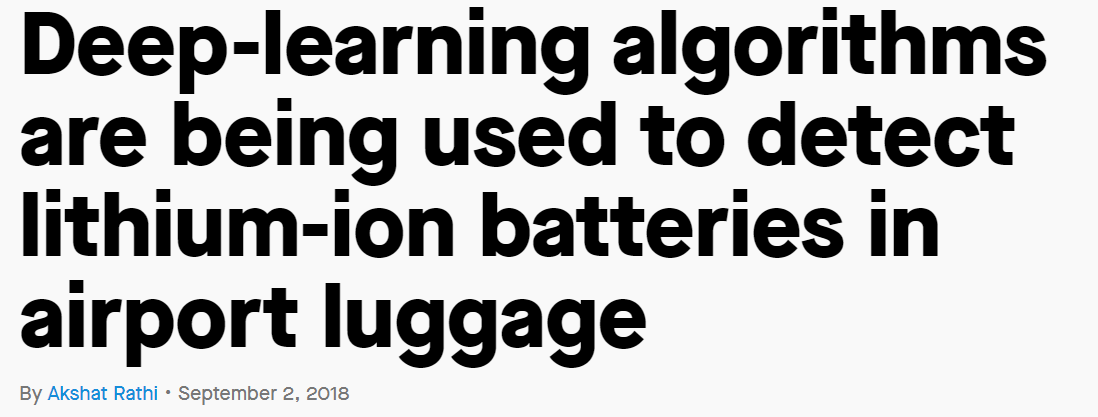 Deep-learning algorithms
are being used to detect
lithium-ion batteries in
airport luggage
By Akshat Rathi • September 2, 2018